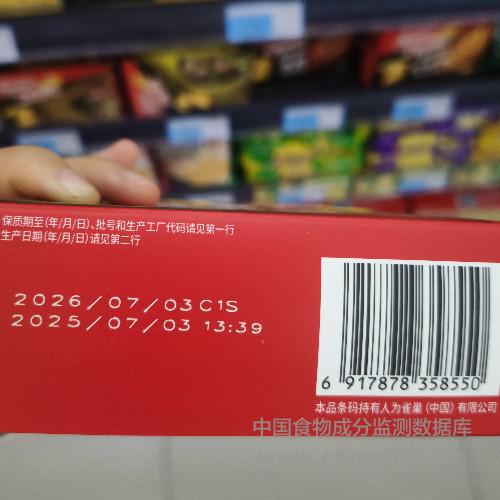 保质期至(年/月/日)、批号和生产工厂代码请见第一行
生产日期(年/月/日)请见第二行
2026/07/03C1S
2025/07/03 13:39
6 917878 358550
本品条码持有人为雀巢（中国）有限公司
中国食物成分监测数据库